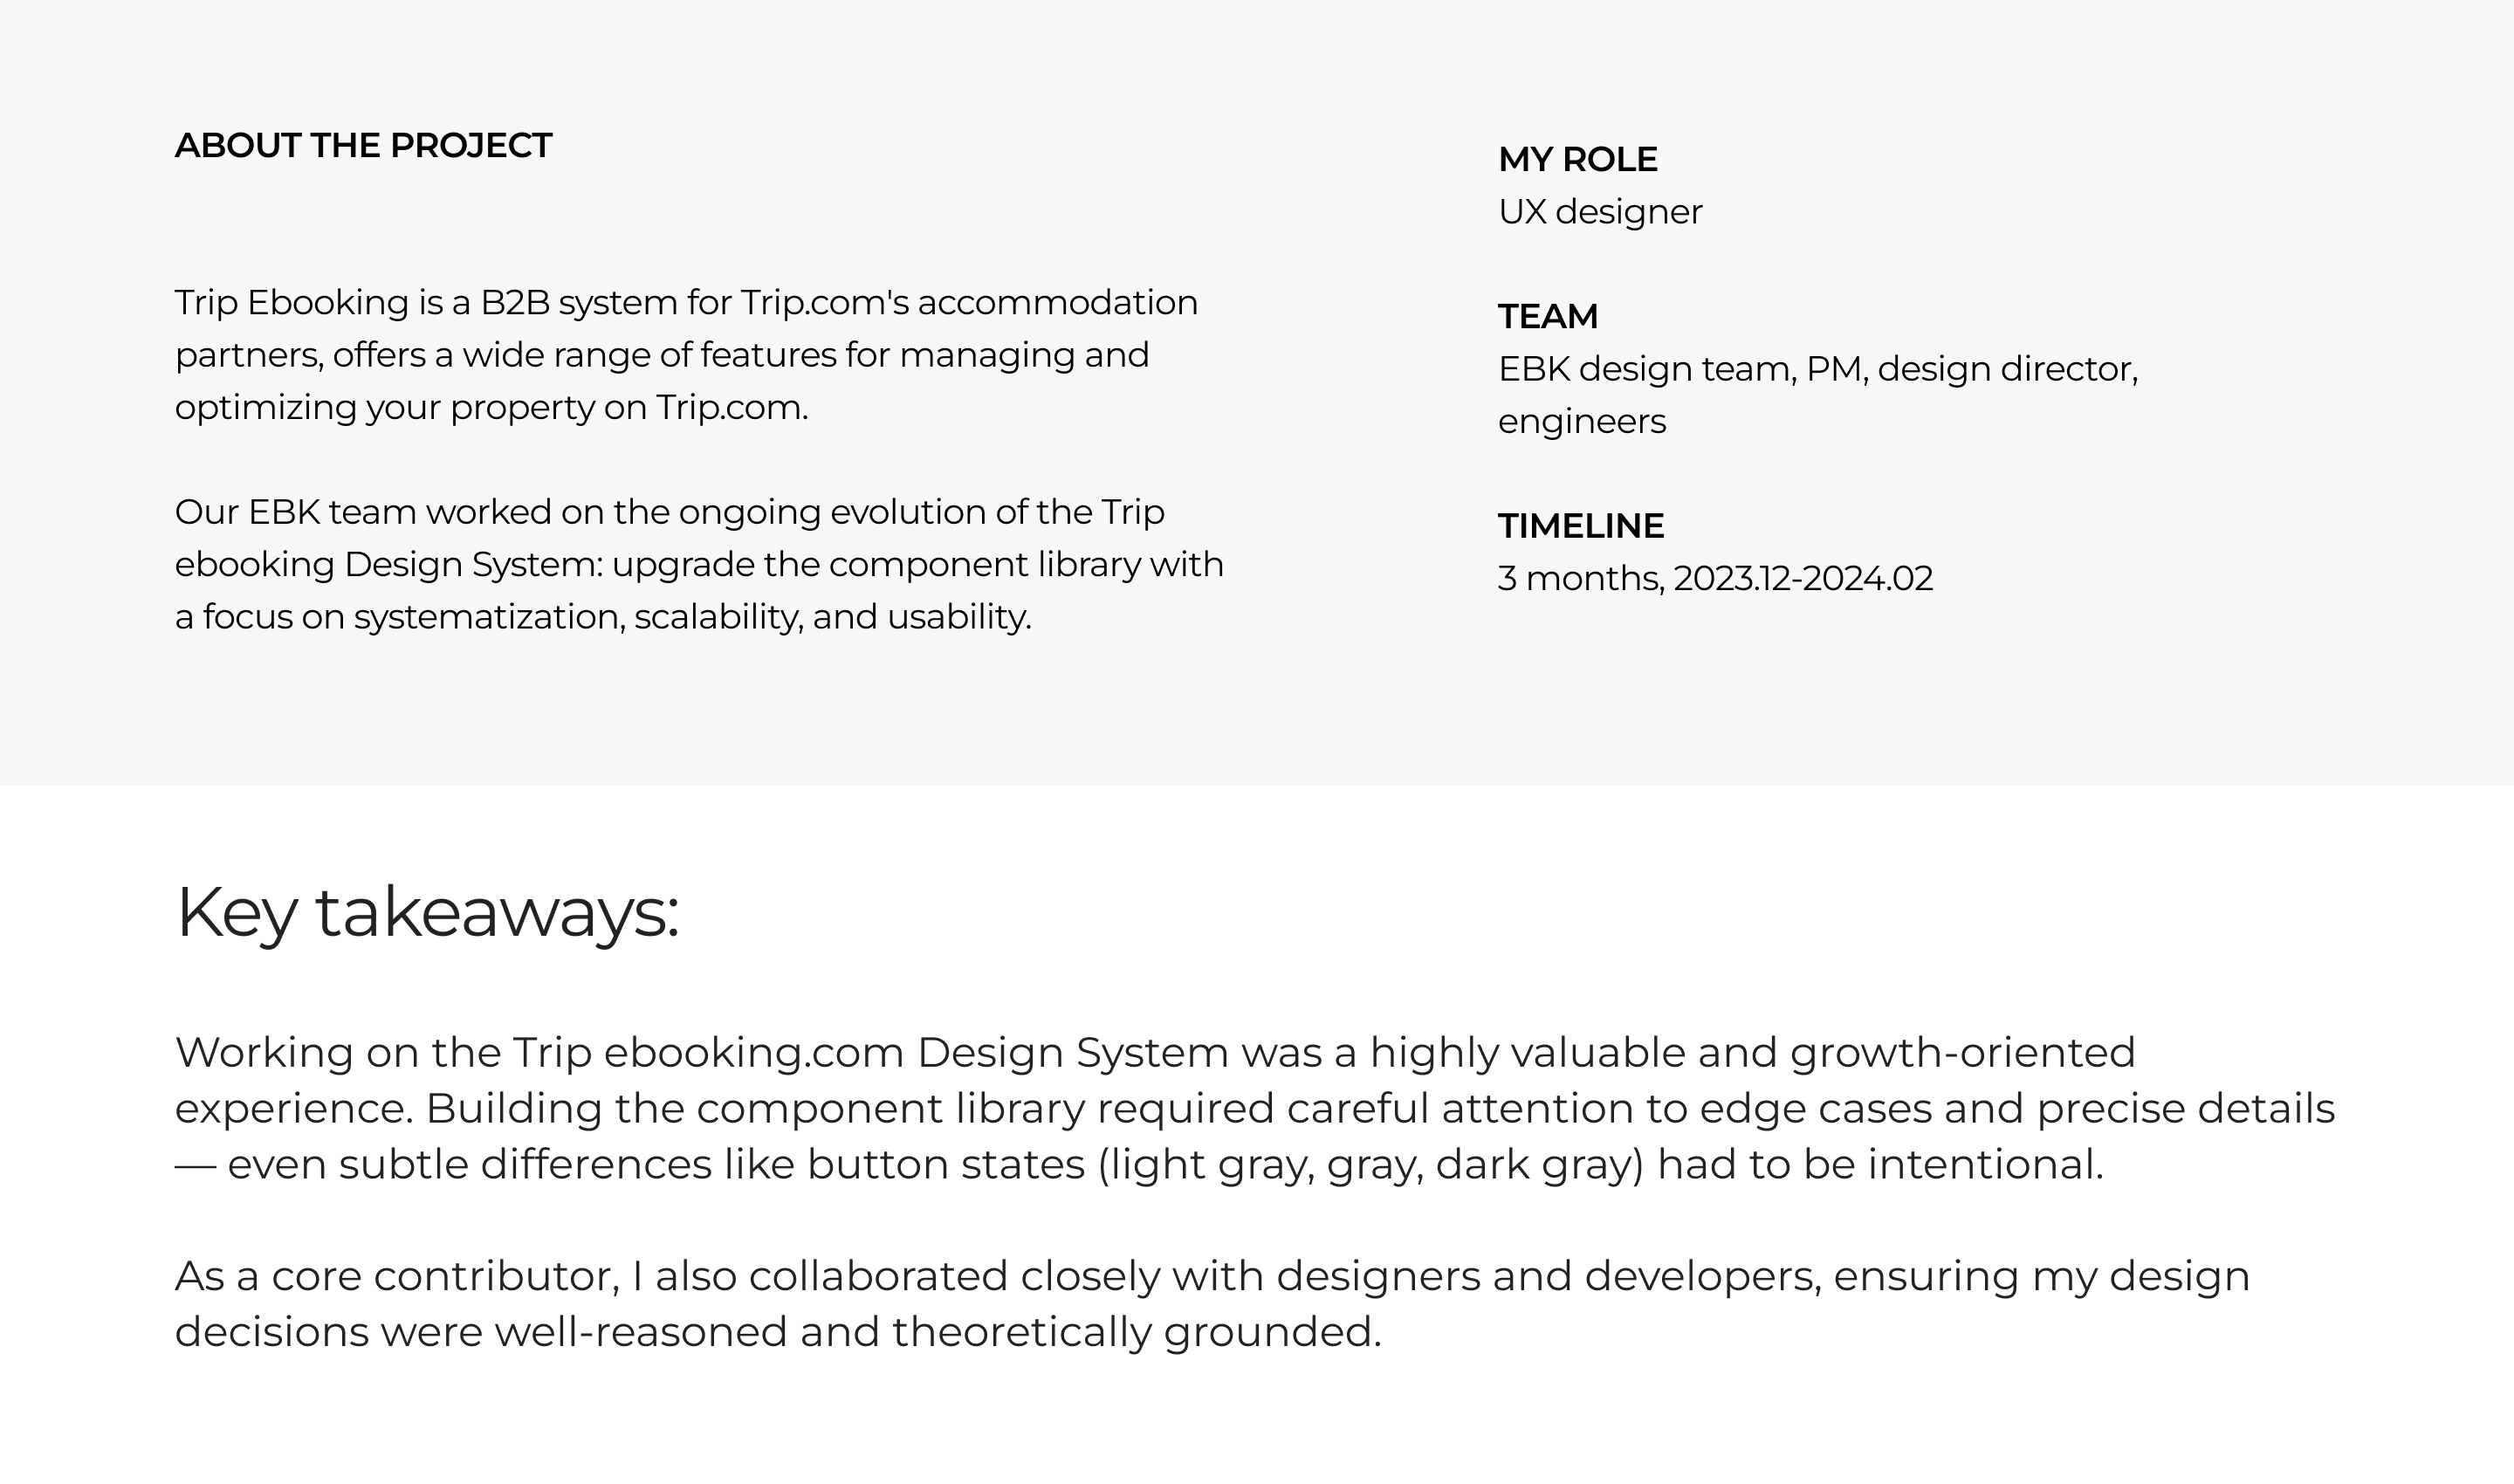 ABOUT THE PROJECT
Trip Ebooking is a B2B system for Trip.com's accommodation
partners, offers a wide range of features for managing and
optimizing your property on Trip.com.
Our EBK team worked on the ongoing evolution of the Trip
ebooking Design System: upgrade the component library with
a focus on systematization, scalability, and usability.
MY ROLE
UX designer
TEAM
EBK design team, PM, design director,
engineers
TIMELINE
3 months, 2023.12-2024.02
Key takeaways:
Working on the Trip ebooking.com Design System was a highly valuable and growth-oriented
experience. Building the component library required careful attention to edge cases and precise details
— even subtle differences like button states (light gray, gray, dark gray) had to be intentional.
As a core contributor, I also collaborated closely with designers and developers, ensuring my design
decisions were well-reasoned and theoretically grounded.